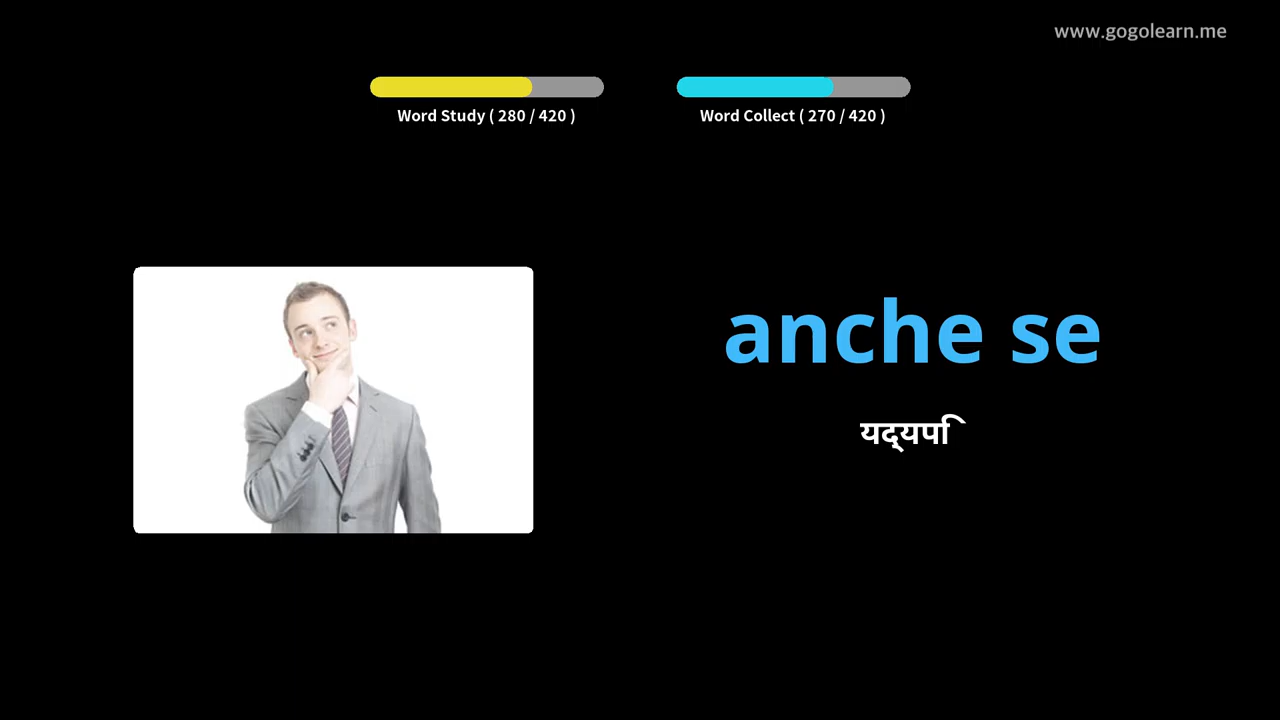 www.gogolearn.me
Word Study ( 280 / 420 )
Word Collect ( 270 / 420 )
anche se
यद्यपि